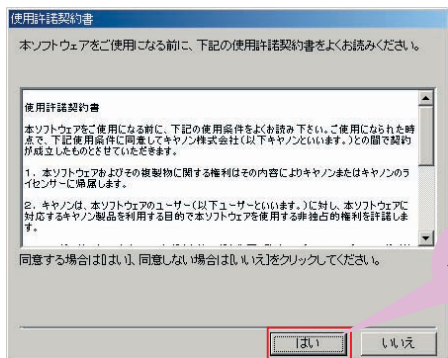 使用許諾契約書
本ソフトウェアをご使用になる前に、下記の使用許諾契約書をよくお読みください。
使用許諾契約書
本ソフトウェアをご使用になる前に、下記の使用条件をよくお読み下さい。ご使用になられた時
点で、下記使用条件に同意してキヤノン株式会社(以下キヤノンといいます。)との間で契約
が成立したものとさせていただきます。
1. 本ソフトウェアおよびその複製物に関する権利はその内容によりキヤノンまたはキヤノンのラ
イセンサーに帰属します。
2. キヤノンは、本ソフトウェアのユーザー(以下ユーザーといいます。)に対し、本ソフトウェアに
対応するキヤノン製品を利用する目的で本ソフトウェアを使用する非独占的権利を許諾しま
す。
同意する場合は[はい]、同意しない場合は[いいえ]をクリックしてください。
はい
いいえ